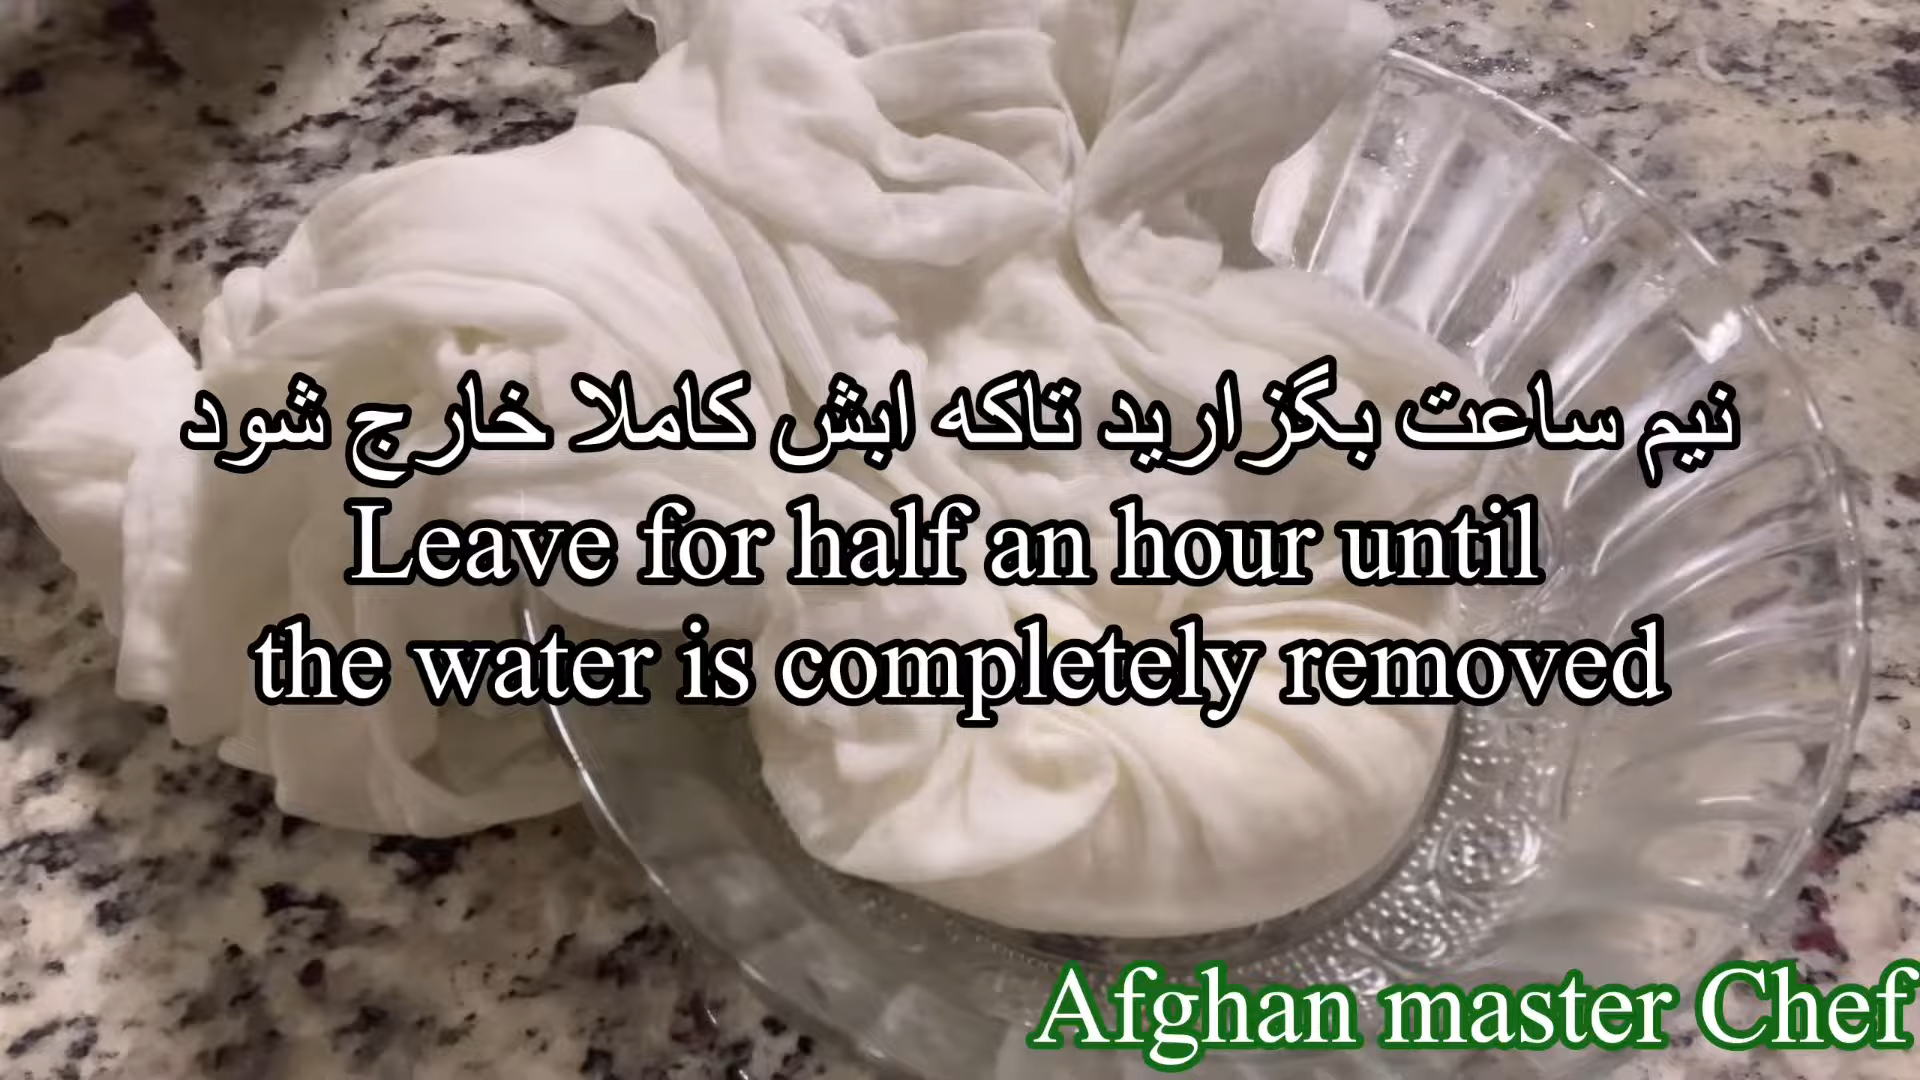 نیم ساعت بگزارید تاکه ابش کاملا خارج شود
Leave for half an hour until
the water is completely removed
Afghan master Chef